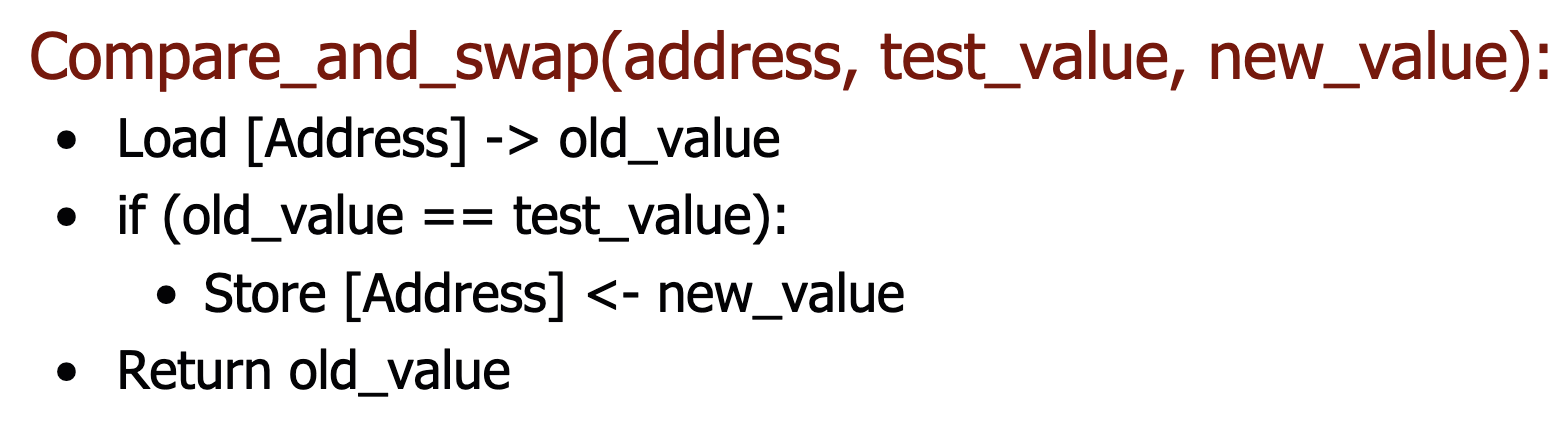 Compare_and_swap(address, test_value, new_value):
• Load [Address] -> old_value
• if (old_value == test_value):
• Store [Address] <- new_value
• Return old_value